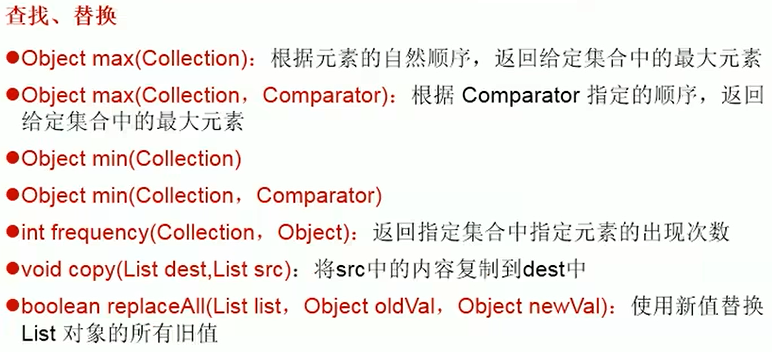 查找、替换
●Object max(Collection)：根据元素的自然顺序，返回给定集合中的最大元素
●Object max(Collection，Comparator)：根据 Comparator 指定的顺序，返回
给定集合中的最大元素
●Object min(Collection)
●Object min(Collection，Comparator)
●int frequency(Collection，Object)：返回指定集合中指定元素的出现次数
●void copy(List dest,List src)：将src中的内容复制到dest中
●boolean replaceAll(List list，Object oldVal，Object newVal)：使用新值替换
List 对象的所有旧值